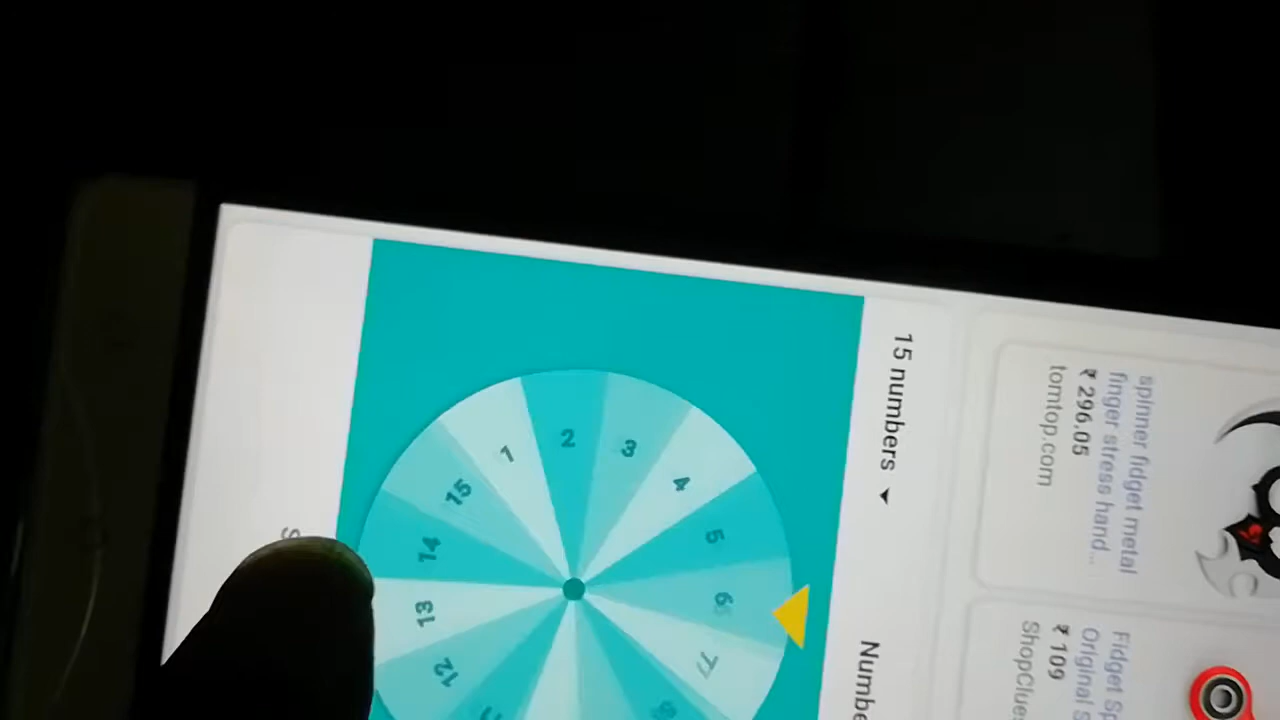 15 numbers
Numbe
1
2
3
4
5
6
7
12
13
14
15
spinner fidget metal
finger stress hand...
₹ 296.05
tomtop.com
Fidget Sp
Original S
₹ 109
ShopClues